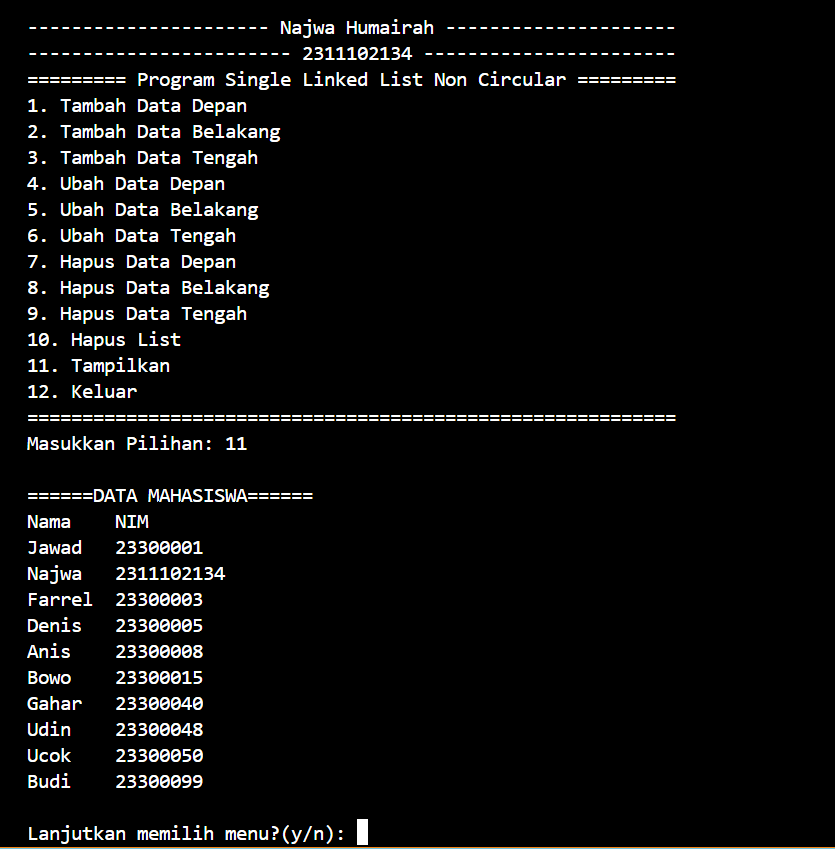 ---------------------- Najwa Humairah ---------------------
------------------------ 2311102134 -----------------------
========= Program Single Linked List Non Circular =========
1. Tambah Data Depan
2. Tambah Data Belakang
3. Tambah Data Tengah
4. Ubah Data Depan
5. Ubah Data Belakang
6. Ubah Data Tengah
7. Hapus Data Depan
8. Hapus Data Belakang
9. Hapus Data Tengah
10. Hapus List
11. Tampilkan
12. Keluar
===========================================================
Masukkan Pilihan: 11
======DATA MAHASISWA======
Nama    NIM
Jawad   23300001
Najwa   2311102134
Farrel  23300003
Denis   23300005
Anis    23300008
Bowo    23300015
Gahar   23300040
Udin    23300048
Ucok    23300050
Budi    23300099
Lanjutkan memilih menu?(y/n):